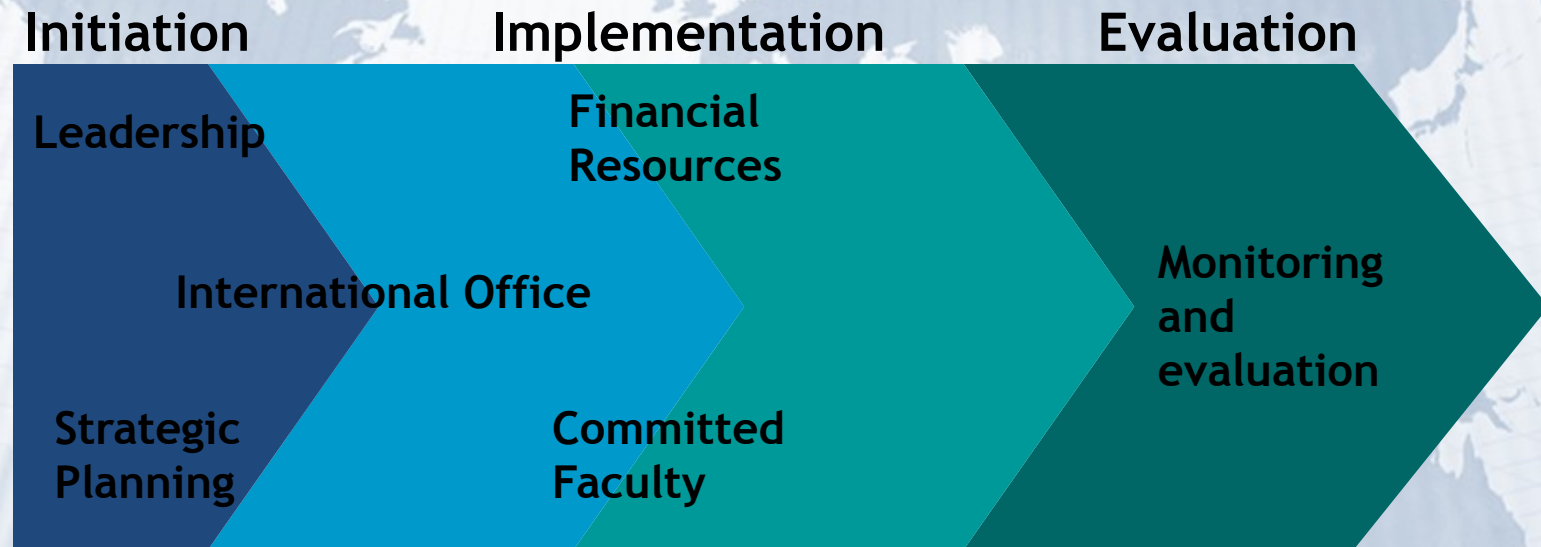 Initiation
Implementation
Evaluation
Leadership
Financial
Resources
International Office
Monitoring
and
evaluation
Strategic
Planning
Committed
Faculty